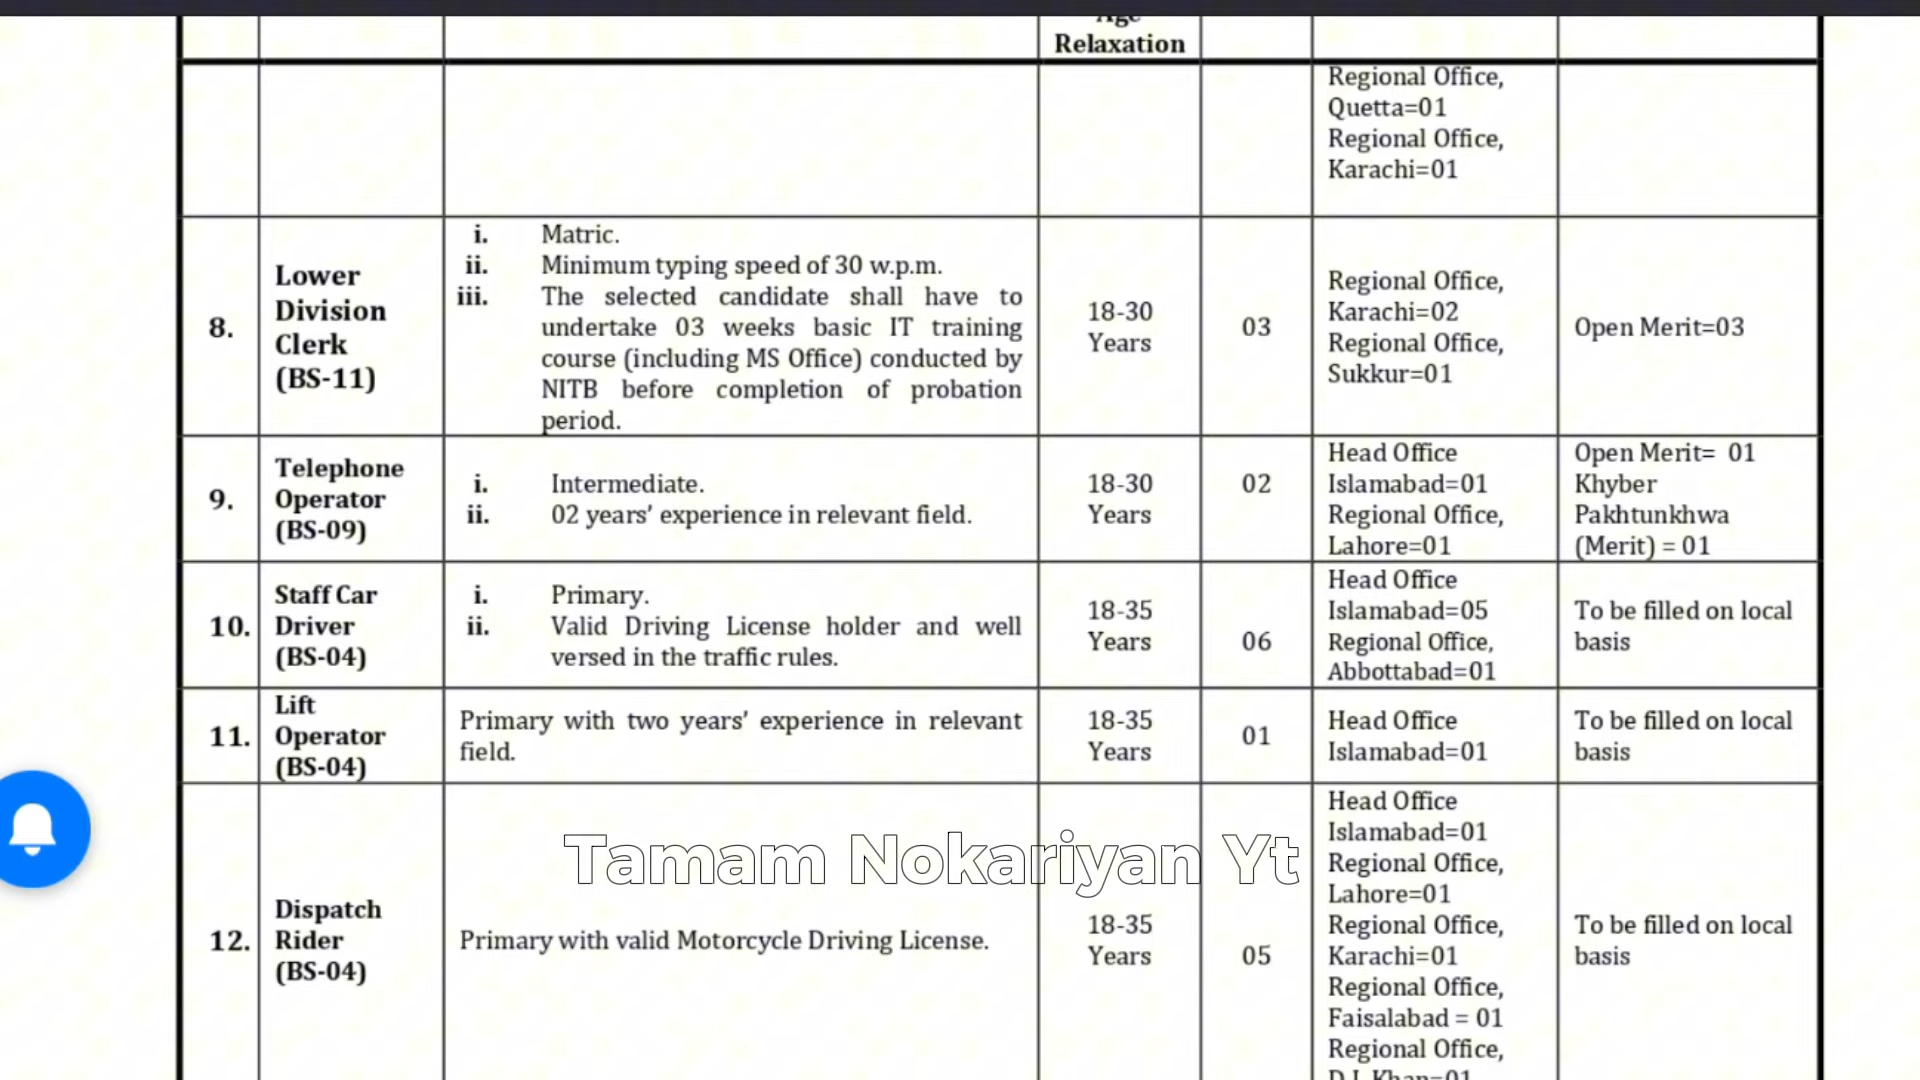 Age
Relaxation
Regional Office,
Quetta=01
Regional Office,
Karachi=01
8.
Lower
Division
Clerk
(BS-11)
i. Matric.
ii. Minimum typing speed of 30 w.p.m.
iii. The selected candidate shall have to
undertake 03 weeks basic IT training
course (including MS Office) conducted by
NITB before completion of probation
period.
18-30
Years
03
Regional Office,
Karachi=02
Regional Office,
Sukkur=01
Open Merit=03
9.
Telephone
Operator
(BS-09)
i. Intermediate.
ii. 02 years’ experience in relevant field.
18-30
Years
02
Head Office
Islamabad=01
Regional Office,
Lahore=01
Open Merit= 01
Khyber
Pakhtunkhwa
(Merit) = 01
10.
Staff Car
Driver
(BS-04)
i. Primary.
ii. Valid Driving License holder and well
versed in the traffic rules.
18-35
Years
06
Head Office
Islamabad=05
Regional Office,
Abbottabad=01
To be filled on local
basis
11.
Lift
Operator
(BS-04)
Primary with two years’ experience in relevant
field.
18-35
Years
01
Head Office
Islamabad=01
To be filled on local
basis
12.
Dispatch
Rider
(BS-04)
Primary with valid Motorcycle Driving License.
18-35
Years
05
Head Office
Islamabad=01
Regional Office,
Lahore=01
Regional Office,
Karachi=01
Regional Office,
Faisalabad = 01
Regional Office,
D.I. Khan=01
To be filled on local
basis
Tamam Nokariyan Yt